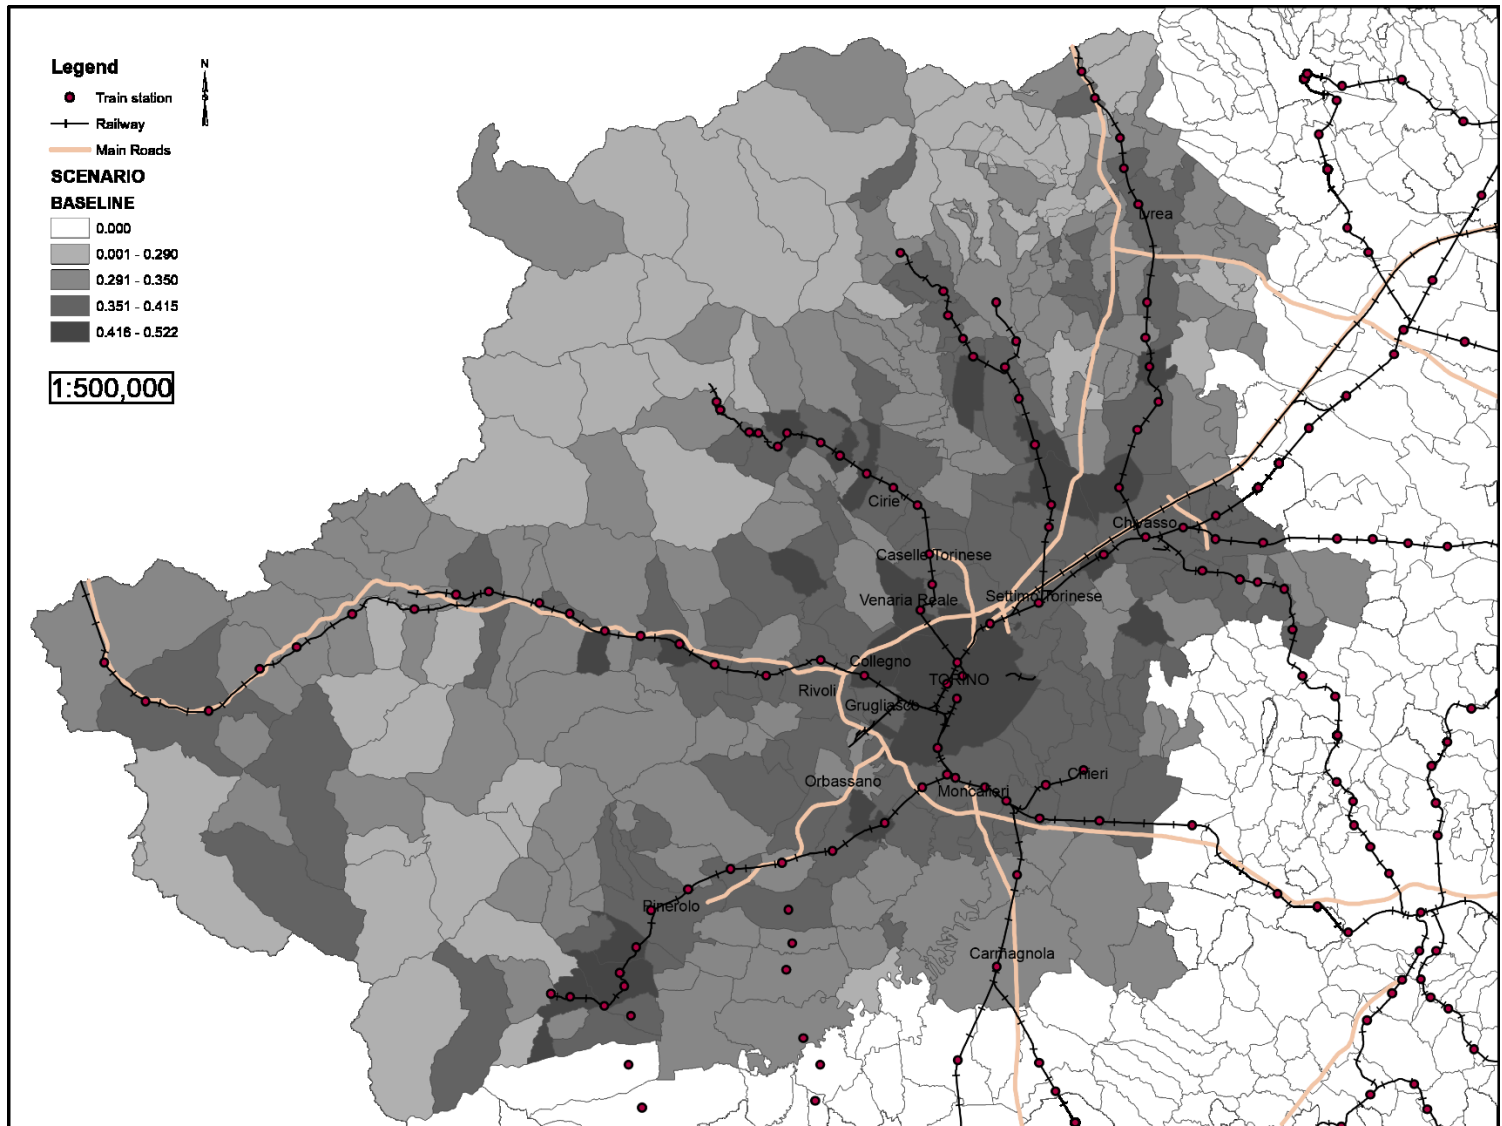 Legend
N
Train station
Railway
Main Roads
SCENARIO
BASELINE
0.000
0.001 - 0.290
0.291 - 0.350
0.351 - 0.415
0.416 - 0.522
1:500,000
Ivrea
Cirie'
Chivasso
Caselle Torinese
Venaria Reale
Settimo Torinese
Collegno
TORINO
Rivoli
Grugliasco
Orbassano
Chieri
Moncalieri
Pinerolo
Carmagnola